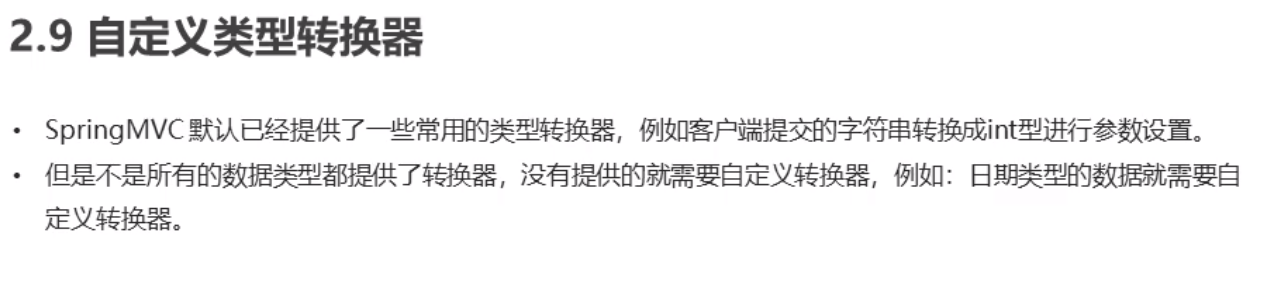 2.9 自定义类型转换器
• SpringMVC 默认已经提供了一些常用的类型转换器，例如客户端提交的字符串转换成int型进行参数设置。
• 但是不是所有的数据类型都提供了转换器，没有提供的就需要自定义转换器，例如：日期类型的数据就需要自
定义转换器。